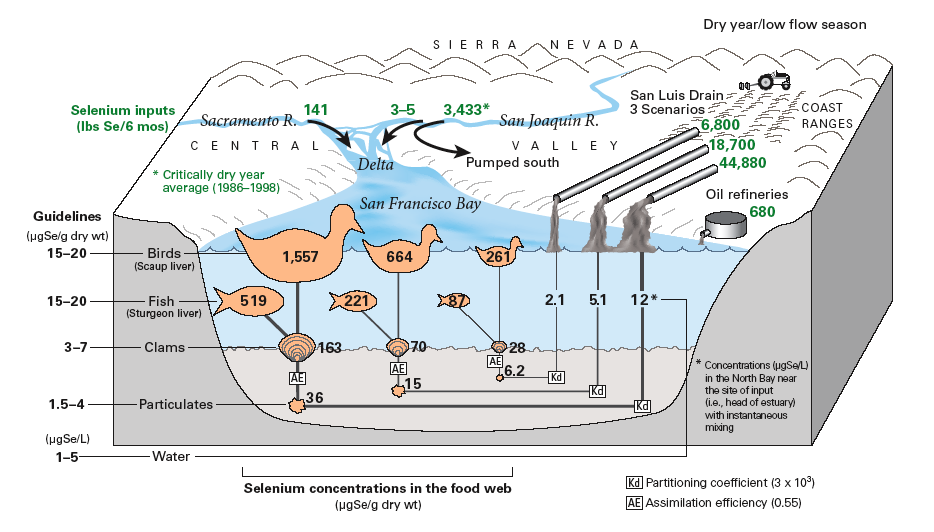 Dry year/low flow season
SIERRA NEVADA
Selenium inputs
(lbs Se/6 mos)
141
3–5
3,433*
San Luis Drain
3 Scenarios
COAST
RANGES
Sacramento R.
San Joaquin R.
6,800
18,700
44,880
CENTRAL VALLEY
Delta
Pumped south
* Critically dry year
average (1986–1998)
Oil refineries
680
San Francisco Bay
Guidelines
(µgSe/g dry wt)
15–20
Birds
(Scaup liver)
1,557
664
261
15–20
Fish
(Sturgeon liver)
519
221
87
2.1
5.1
12*
3–7
Clams
163
70
28
AE
AE
AE
6.2
Kd
15
Kd
1.5–4
Particulates
36
Kd
* Concentrations (µgSe/L)
in the North Bay near
the site of input
(i.e., head of estuary)
with instantaneous
mixing
(µgSe/L)
1–5
Water
Selenium concentrations in the food web
(µgSe/g dry wt)
Kd Partitioning coefficient (3 x 10³)
AE Assimilation efficiency (0.55)